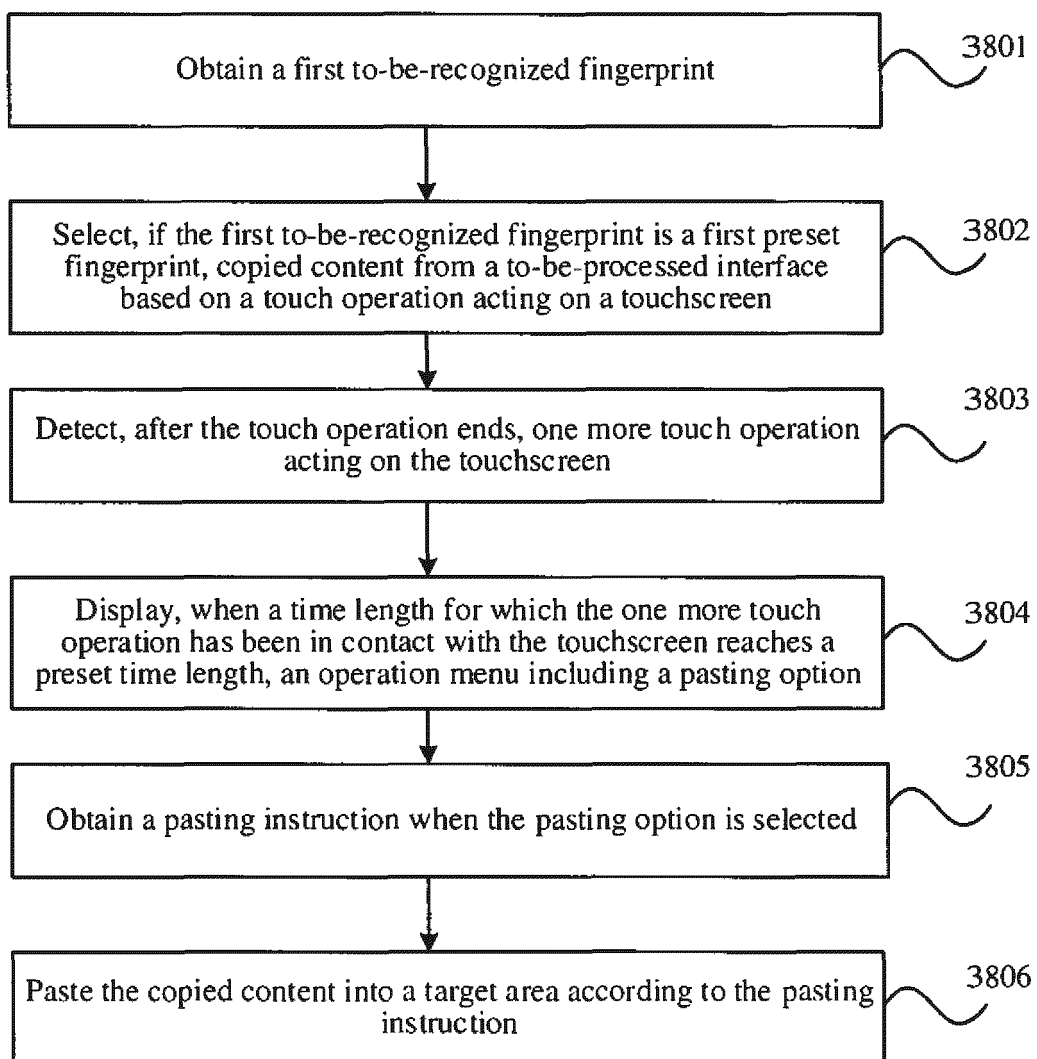 Obtain a first to-be-recognized fingerprint
3801
Select, if the first to-be-recognized fingerprint is a first preset
fingerprint, copied content from a to-be-processed interface
based on a touch operation acting on a touchscreen
3802
Detect, after the touch operation ends, one more touch operation
acting on the touchscreen
3803
Display, when a time length for which the one more touch
operation has been in contact with the touchscreen reaches a
preset time length, an operation menu including a pasting option
3804
Obtain a pasting instruction when the pasting option is selected
3805
Paste the copied content into a target area according to the pasting
instruction
3806